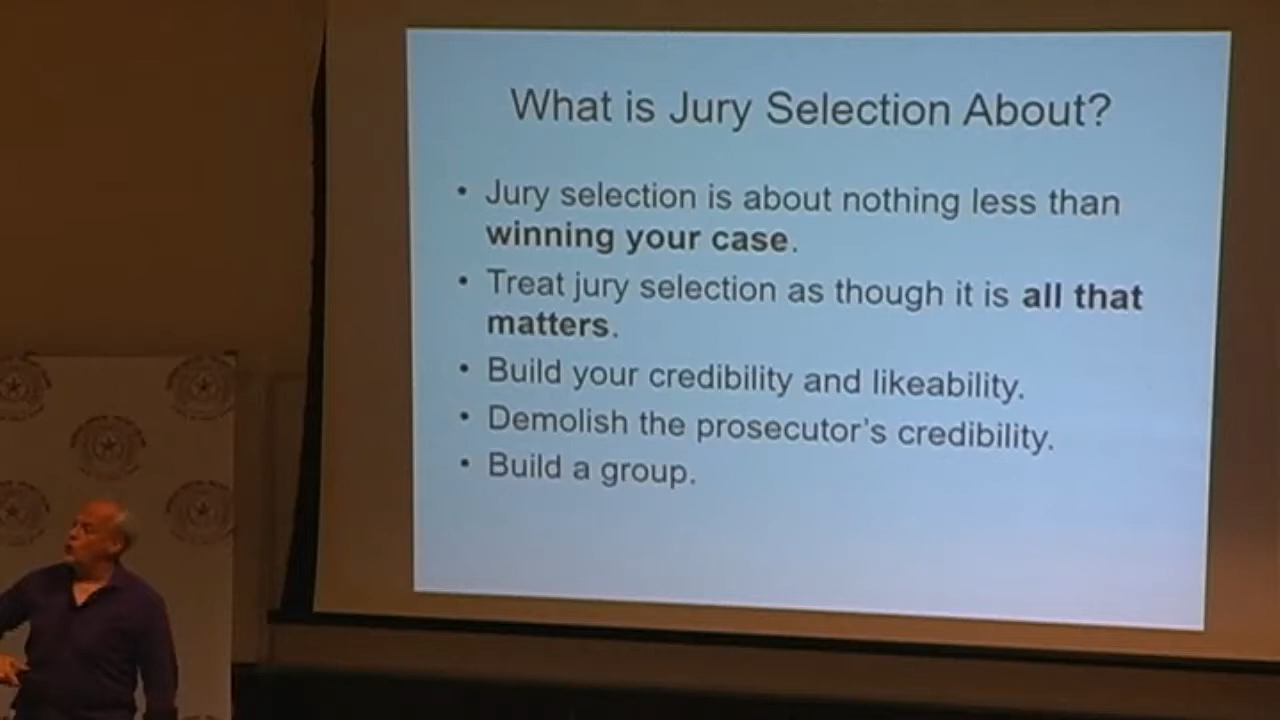 What is Jury Selection About?
• Jury selection is about nothing less than
winning your case.
• Treat jury selection as though it is all that
matters.
• Build your credibility and likeability.
• Demolish the prosecutor's credibility.
• Build a group.